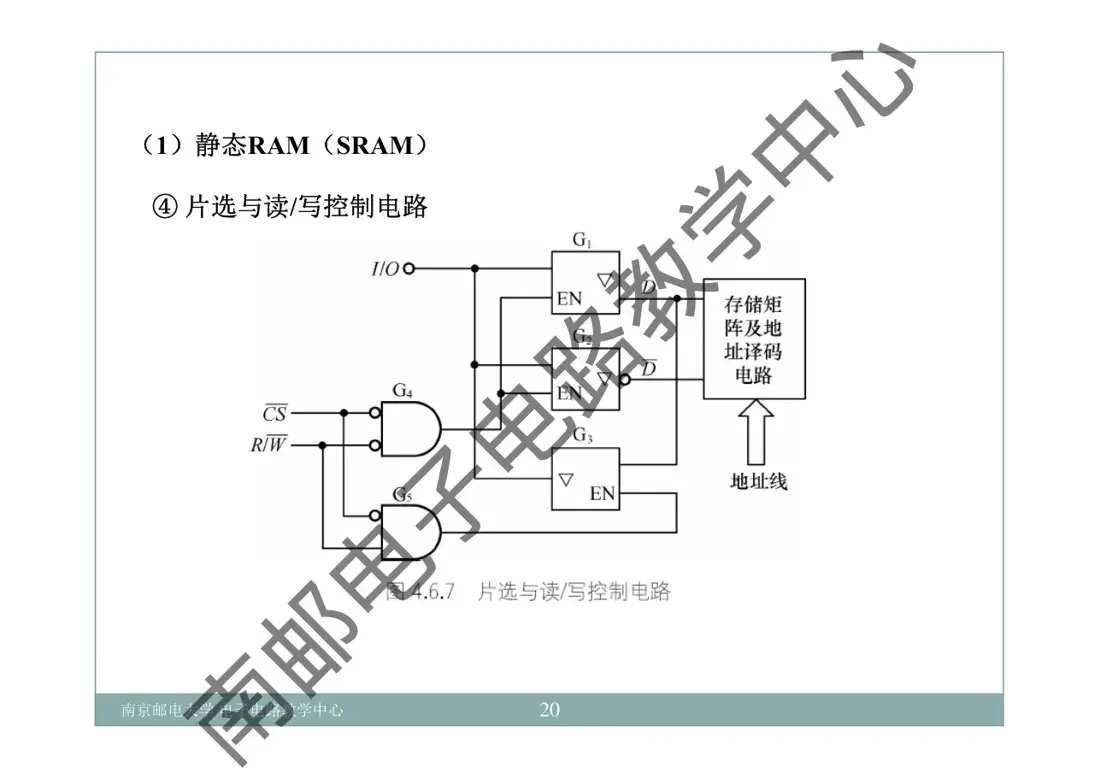 （1）静态RAM（SRAM）
④ 片选与读/写控制电路
G₁
I/O
EN
D
G₂
EN
D̅
存储矩
阵及地
址译码
电路
G₄
C̅S̅
R/W̅
G₃
EN
地址线
G₅
图 4.6.7 片选与读/写控制电路
南京邮电大学 电子电路教学中心
20
南邮电子电路教学中心